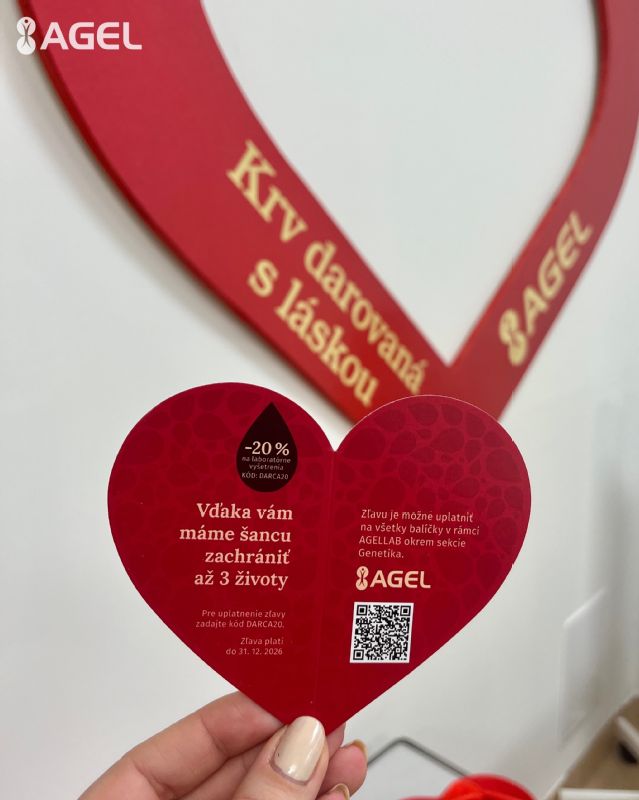 AGEL
Krv darovaná
s láskou
AGEL
-20 %
na laboratórne
vyšetrenia
KÓD: DARCA20
Vďaka vám
máme šancu
zachrániť
až 3 životy
Pre uplatnenie zľavy
zadajte kód DARCA20.
Zľava platí
do 31. 12. 2026
Zľavu je možné uplatniť
na všetky balíčky v rámci
AGELLAB okrem sekcie
Genetika.
AGEL